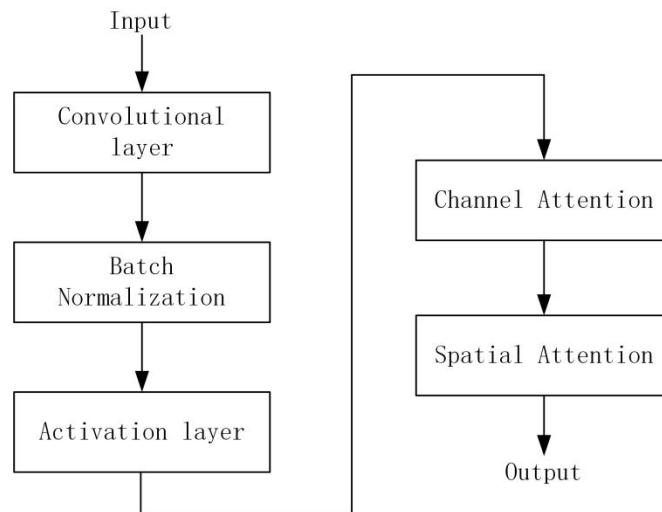 Input
Convolutional
layer
Batch
Normalization
Activation layer
Channel Attention
Spatial Attention
Output